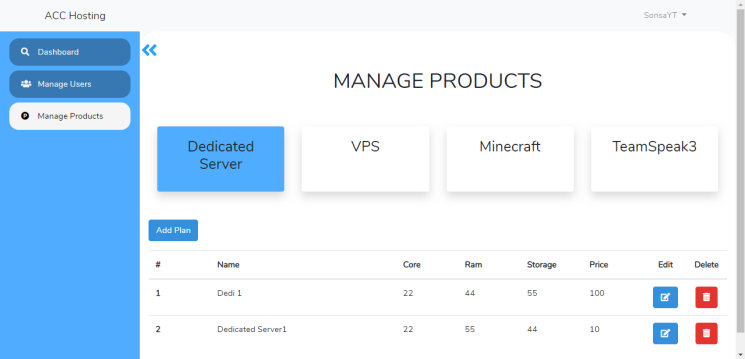 ACC Hosting
SonsaYT
Dashboard
Manage Users
Manage Products
MANAGE PRODUCTS
Dedicated
Server
VPS
Minecraft
TeamSpeak3
Add Plan
# Name Core Ram Storage Price Edit Delete
1 Dedi 1 22 44 55 100
2 Dedicated Server1 22 55 44 10